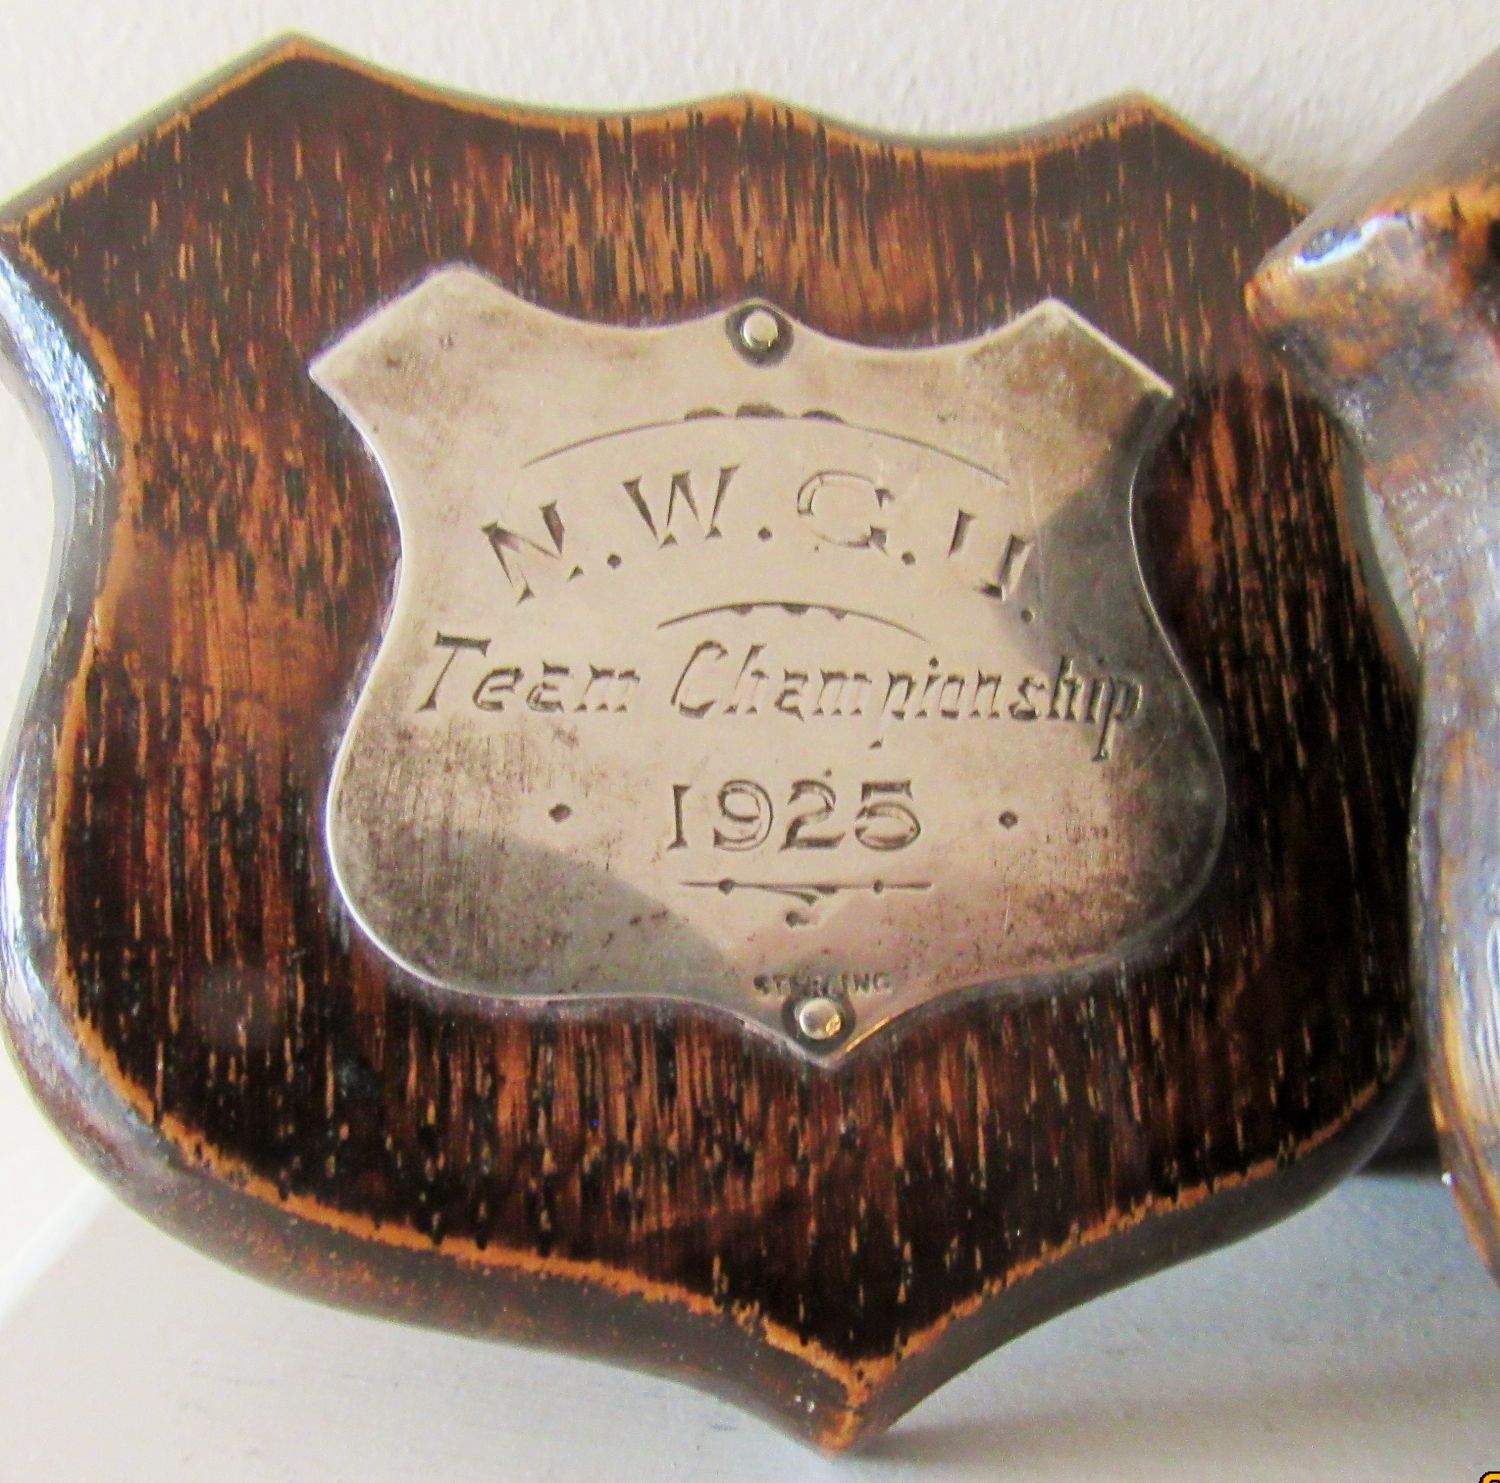 N.W.G.U.
Team Championship
· 1925 ·
STERLING